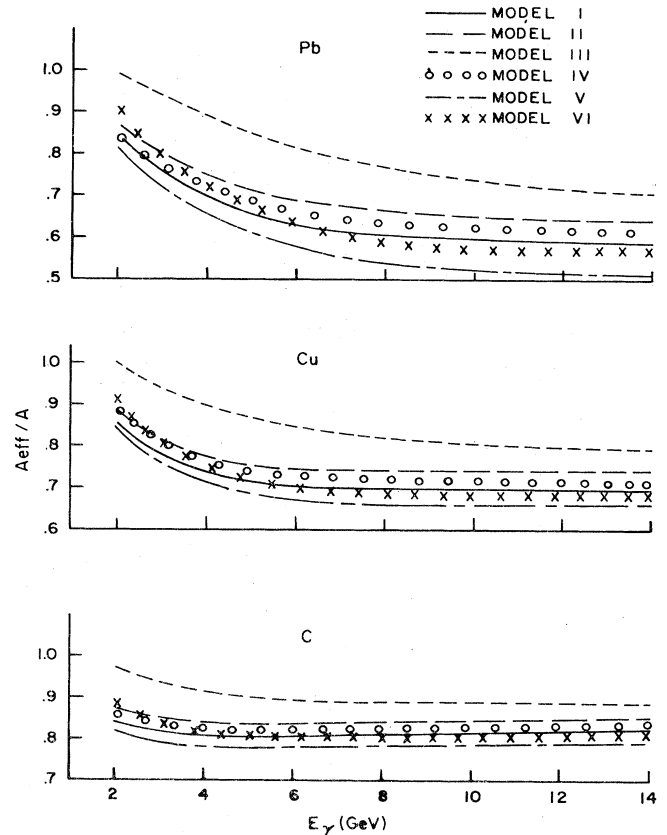 MODEL I
MODEL II
MODEL III
MODEL IV
MODEL V
MODEL VI
Pb
1.0
.9
.8
.7
.6
.5
Cu
1.0
.9
.8
.7
.6
Aeff/A
C
1.0
.9
.8
.7
2 4 6 8 10 12 14
Eγ (GeV)